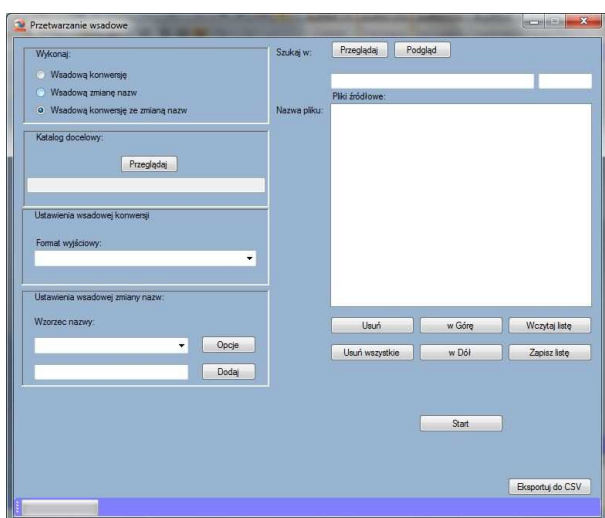 Przetwarzanie wsadowe
Wykonaj:
Wsadową konwersję
Wsadową zmianę nazw
Wsadową konwersję ze zmianą nazw
Katalog docelowy:
Przeglądaj
Ustawienia wsadowej konwersji
Format wyjściowy:
Ustawienia wsadowej zmiany nazw:
Wzorzec nazwy:
Opcje
Dodaj
Szukaj w:
Przeglądaj
Podgląd
Pliki źródłowe:
Nazwa pliku:
Usuń
w Górę
Wczytaj listę
Usuń wszystkie
w Dół
Zapisz listę
Start
Eksportuj do CSV